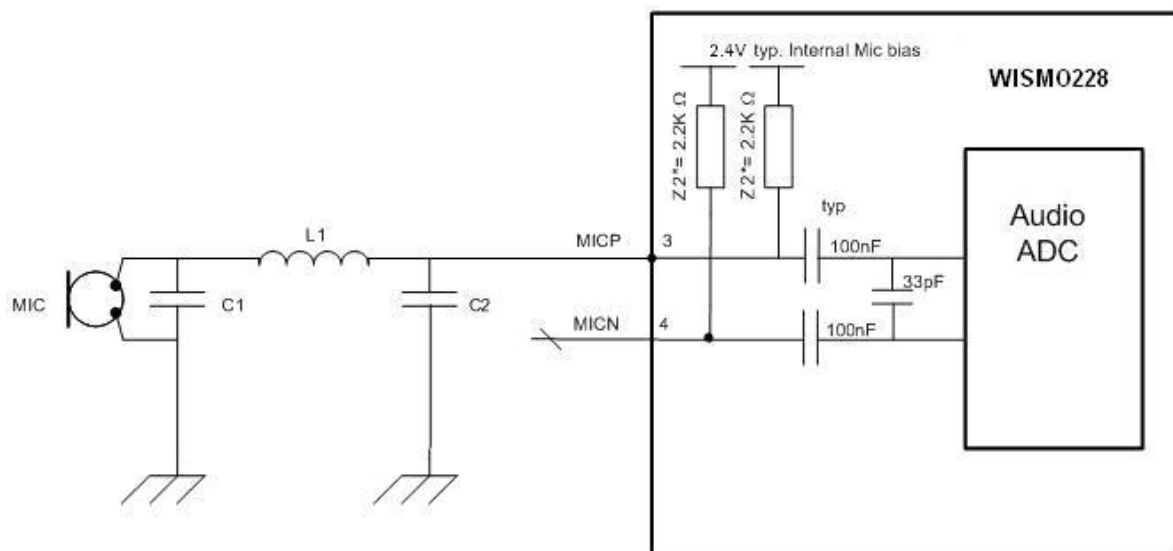 2.4V typ. Internal Mic bias
WISMO228
Z2*= 2.2K Ω
Z2*= 2.2K Ω
typ
Audio
ADC
L1
MICP
3
100nF
33pF
MIC
C1
C2
MICN
4
100nF